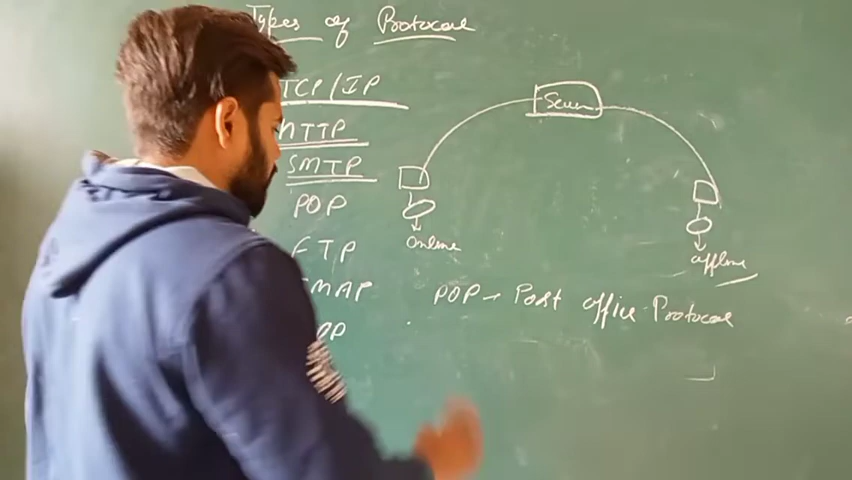 Types of Protocol
TCP/IP
HTTP
SMTP
POP
FTP
Server
Online
offline
POP → Post office Protocol